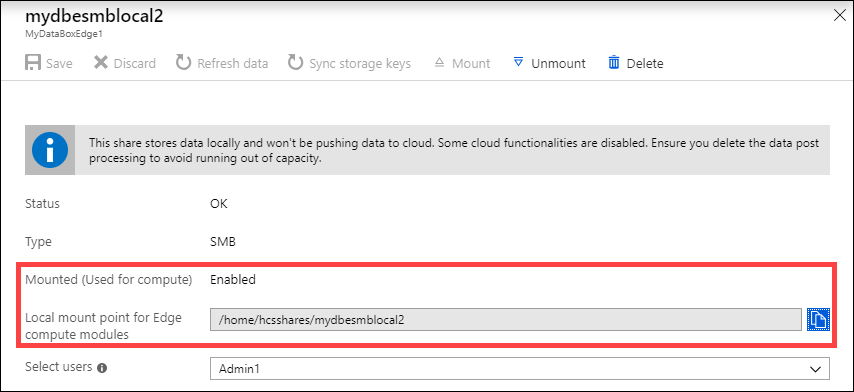 mydbesmblocal2
MyDataBoxEdge1
Save Discard Refresh data Sync storage keys Mount Unmount Delete
This share stores data locally and won't be pushing data to cloud. Some cloud functionalities are disabled. Ensure you delete the data post
processing to avoid running out of capacity.
Status OK
Type SMB
Mounted (Used for compute) Enabled
Local mount point for Edge
compute modules
/home/hcsshares/mydbesmblocal2
Select users Admin1